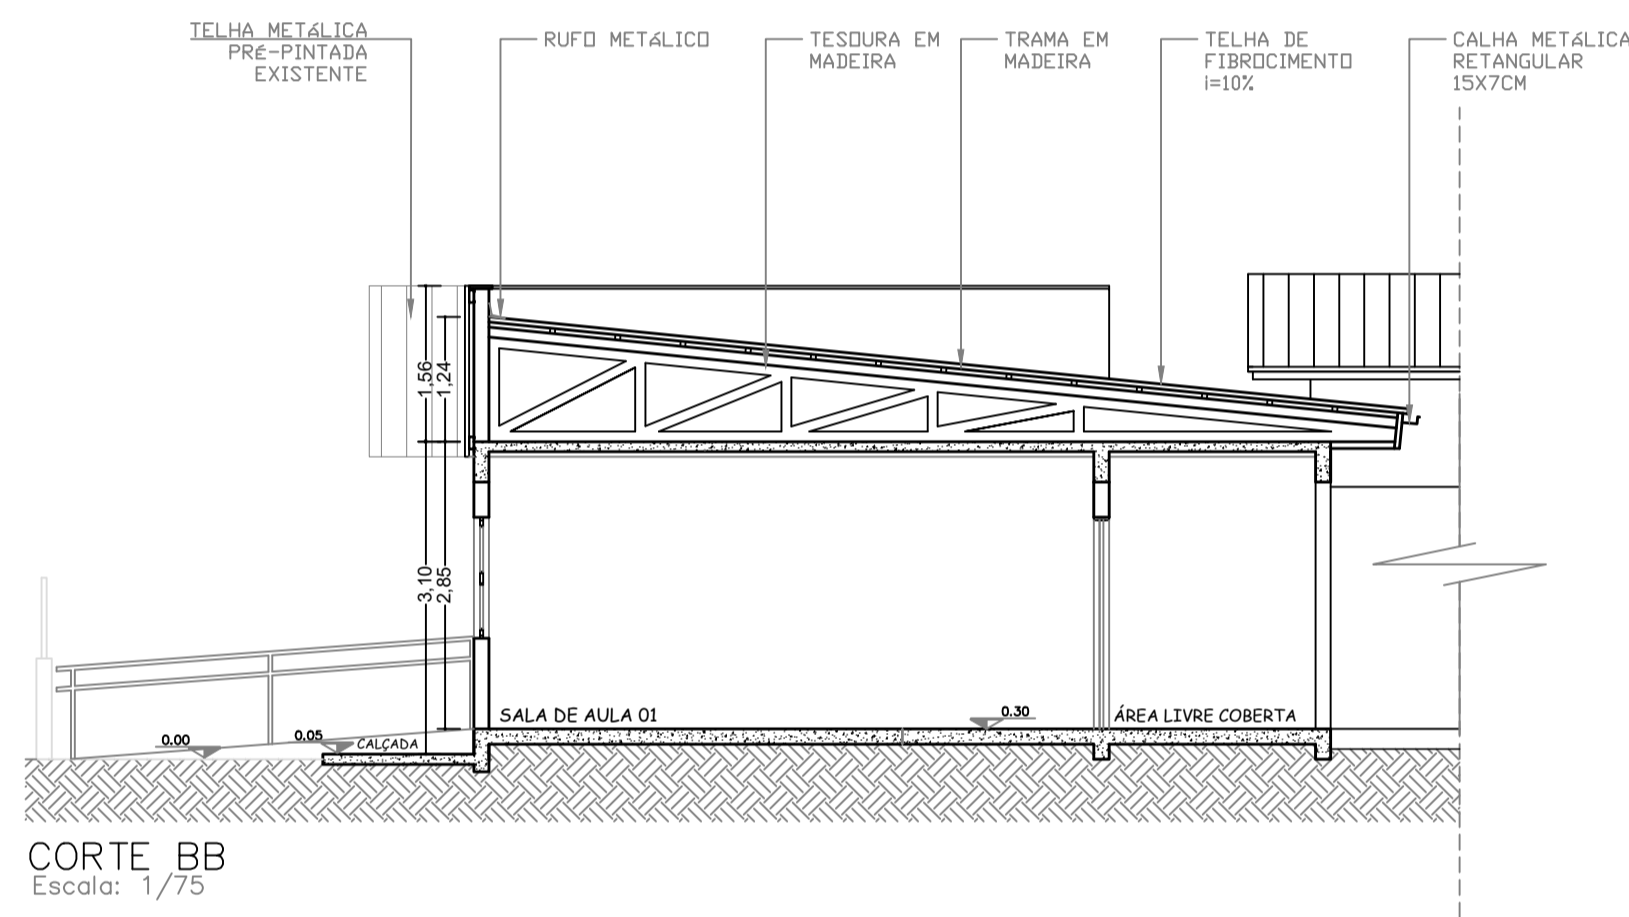 TELHA METáLICA
PRé-PINTADA
EXISTENTE
RUFO METáLICO
TESOURA EM
MADEIRA
TRAMA EM
MADEIRA
TELHA DE
FIBROCIMENTO
i=10%
CALHA METáLICA
RETANGULAR
15X7CM
1,56
1,24
3,10
2,85
SALA DE AULA 01
0.30
ÁREA LIVRE COBERTA
0.00
0.05
CALÇADA
CORTE BB
Escala: 1/75